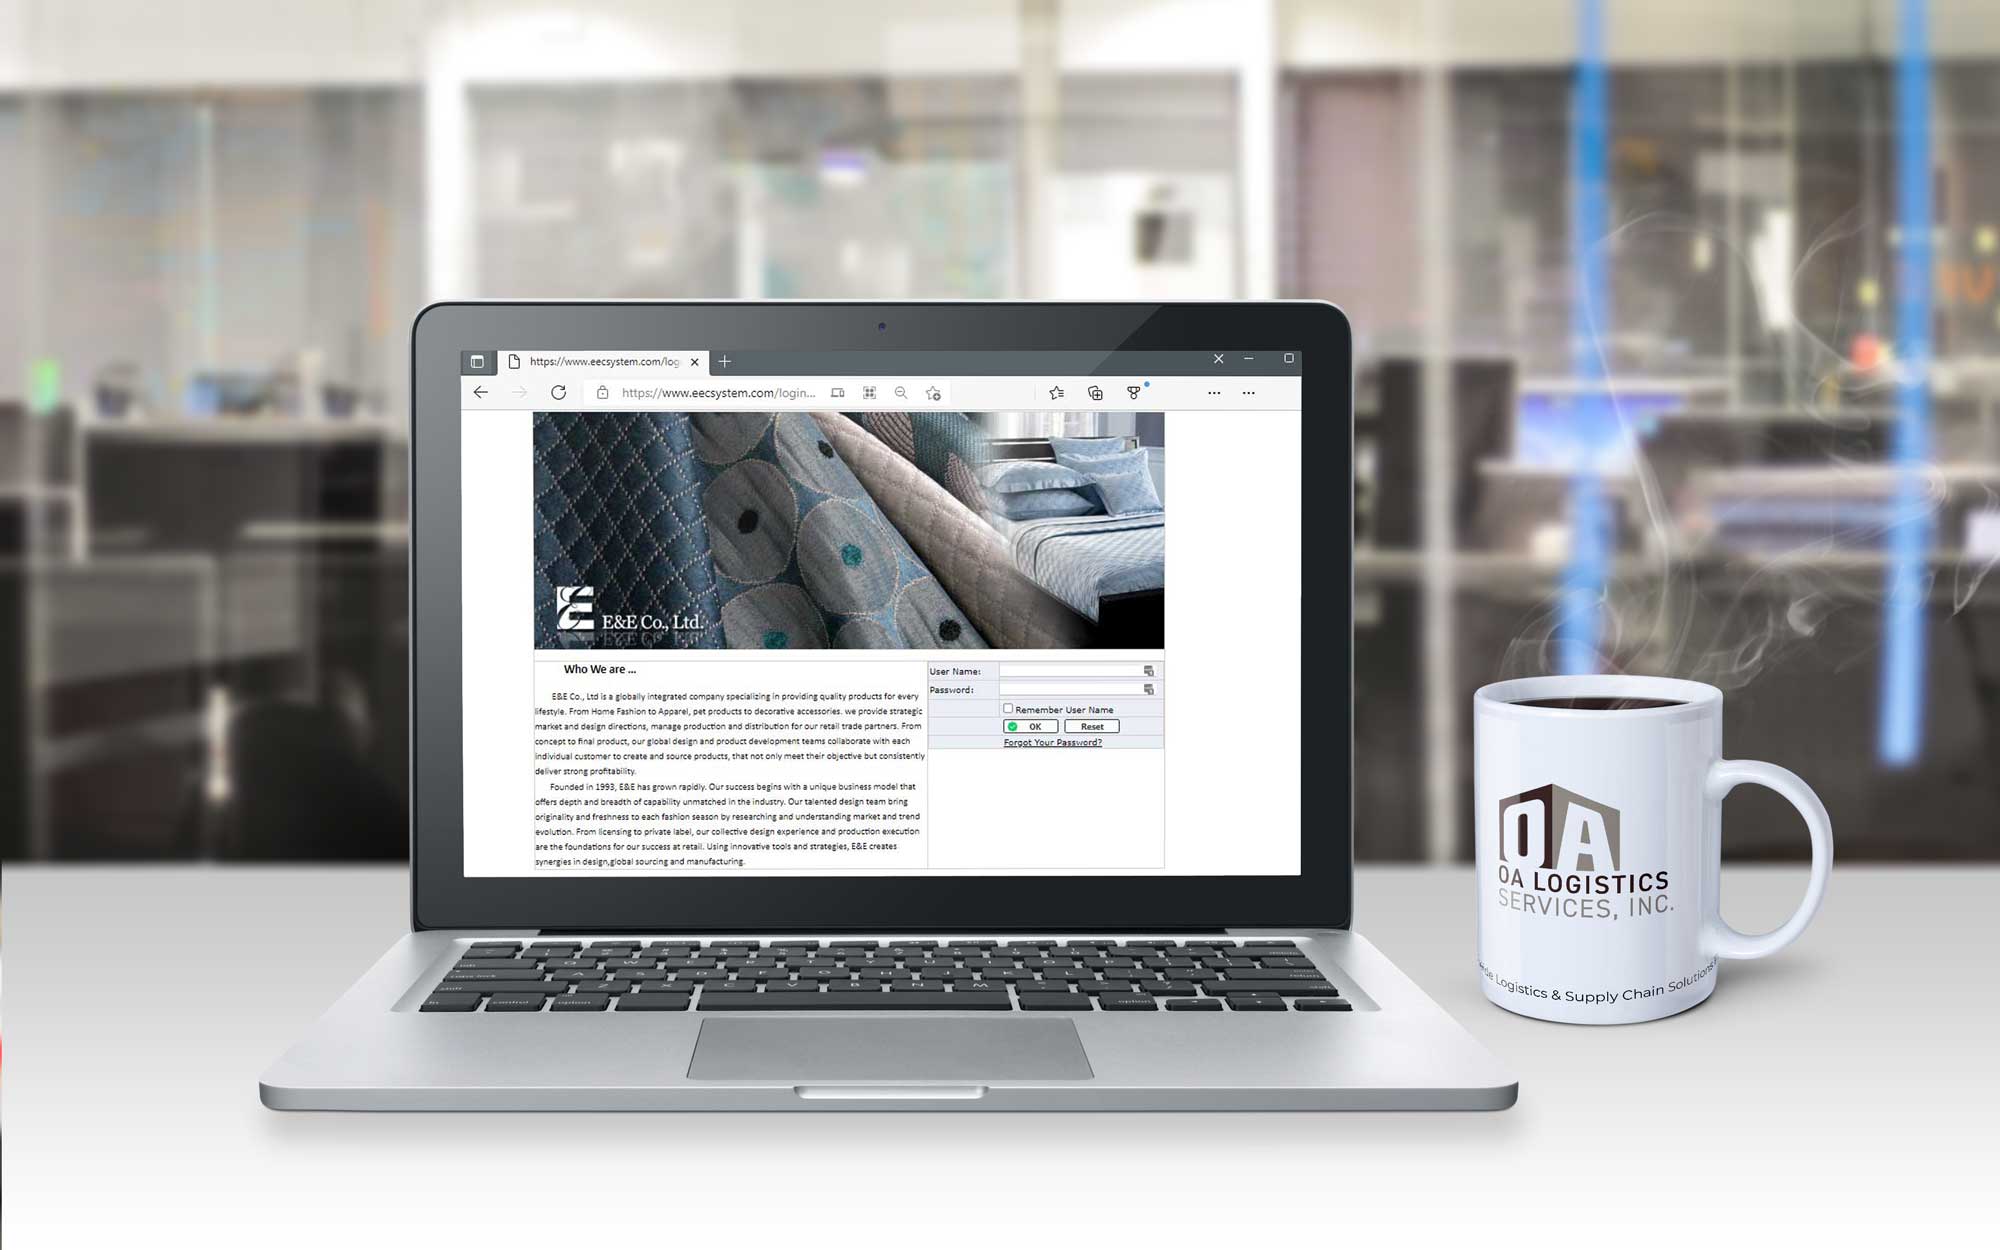 https://www.eecsystem.com/log
https://www.eecsystem.com/login...
E&E Co., Ltd.
Who We are ...
E&E Co., Ltd is a globally integrated company specializing in providing quality products for every
lifestyle. From Home Fashion to Apparel, pet products to decorative accessories. we provide strategic
market and design directions, manage production and distribution for our retail trade partners. From
concept to final product, our global design and product development teams collaborate with each
individual customer to create and source products, that not only meet their objective but consistently
deliver strong profitability.
Founded in 1993, E&E has grown rapidly. Our success begins with a unique business model that
offers depth and breadth of capability unmatched in the industry. Our talented design team bring
originality and freshness to each fashion season by researching and understanding market and trend
evolution. From licensing to private label, our collective design experience and production execution
are the foundations for our success at retail. Using innovative tools and strategies, E&E creates
synergies in design,global sourcing and manufacturing.
User Name:
Password:
Remember User Name
OK Reset
Forgot Your Password?
OA
OA LOGISTICS
SERVICES, INC.
Logistics & Supply Chain Solutions
Q W E R T Y U I O P
A S D F G H J K L
Z X C V B N M
control option option